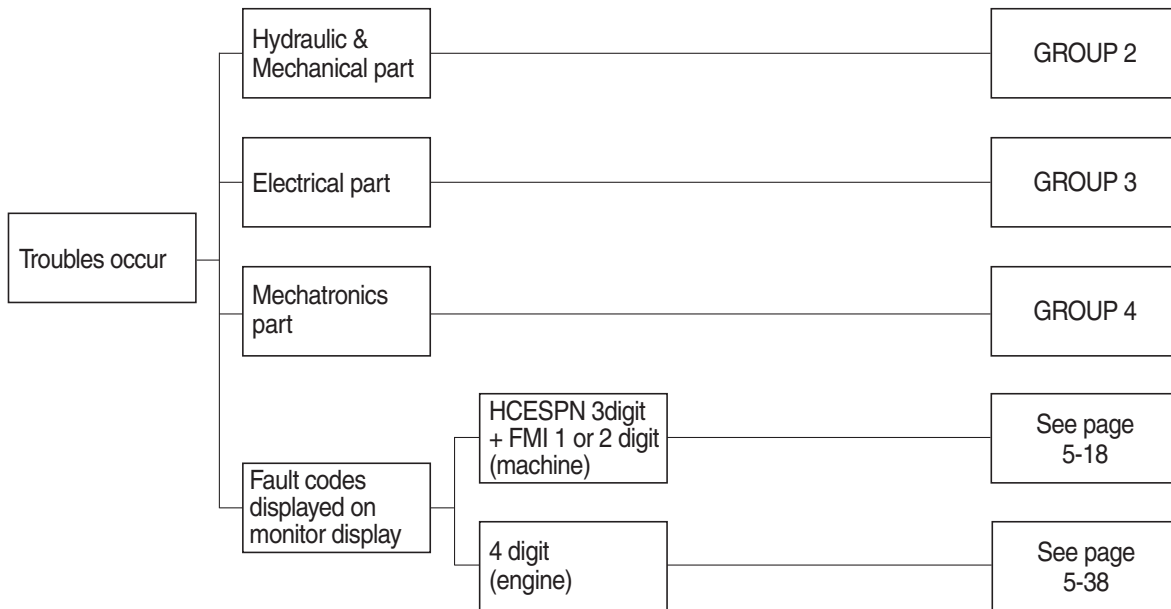 Troubles occur
Hydraulic &
Mechanical part
GROUP 2
Electrical part
GROUP 3
Mechatronics
part
GROUP 4
Fault codes
displayed on
monitor display
HCESPN 3digit
+ FMI 1 or 2 digit
(machine)
See page
5-18
4 digit
(engine)
See page
5-38